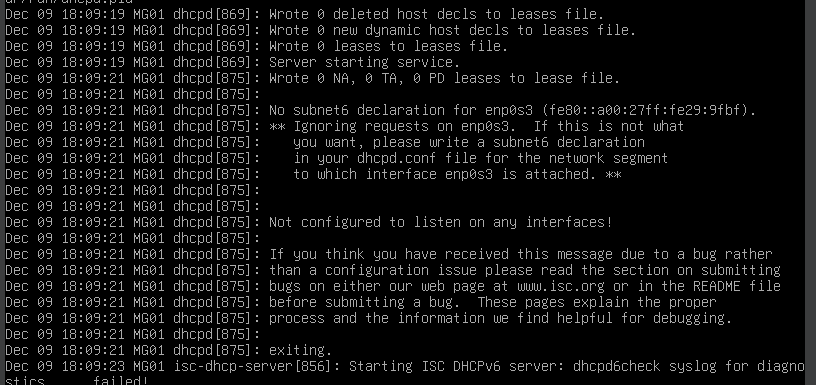 Dec 09 18:09:19 MG01 dhcpd[869]: Wrote 0 deleted host decls to leases file.
Dec 09 18:09:19 MG01 dhcpd[869]: Wrote 0 new dynamic host decls to leases file.
Dec 09 18:09:19 MG01 dhcpd[869]: Wrote 0 leases to leases file.
Dec 09 18:09:19 MG01 dhcpd[869]: Server starting service.
Dec 09 18:09:21 MG01 dhcpd[875]: Wrote 0 NA, 0 TA, 0 PD leases to lease file.
Dec 09 18:09:21 MG01 dhcpd[875]:
Dec 09 18:09:21 MG01 dhcpd[875]: No subnet6 declaration for enp0s3 (fe80::a00:27ff:fe29:9fbf).
Dec 09 18:09:21 MG01 dhcpd[875]: ** Ignoring requests on enp0s3.  If this is not what
Dec 09 18:09:21 MG01 dhcpd[875]:    you want, please write a subnet6 declaration
Dec 09 18:09:21 MG01 dhcpd[875]:    in your dhcpd.conf file for the network segment
Dec 09 18:09:21 MG01 dhcpd[875]:    to which interface enp0s3 is attached. **
Dec 09 18:09:21 MG01 dhcpd[875]:
Dec 09 18:09:21 MG01 dhcpd[875]:
Dec 09 18:09:21 MG01 dhcpd[875]: Not configured to listen on any interfaces!
Dec 09 18:09:21 MG01 dhcpd[875]:
Dec 09 18:09:21 MG01 dhcpd[875]: If you think you have received this message due to a bug rather
Dec 09 18:09:21 MG01 dhcpd[875]: than a configuration issue please read the section on submitting
Dec 09 18:09:21 MG01 dhcpd[875]: bugs on either our web page at www.isc.org or in the README file
Dec 09 18:09:21 MG01 dhcpd[875]: before submitting a bug.  These pages explain the proper
Dec 09 18:09:21 MG01 dhcpd[875]: process and the information we find helpful for debugging.
Dec 09 18:09:21 MG01 dhcpd[875]:
Dec 09 18:09:21 MG01 dhcpd[875]: exiting.
Dec 09 18:09:23 MG01 isc-dhcp-server[856]: Starting ISC DHCPv6 server: dhcpd6check syslog for diagno
stics. failed!